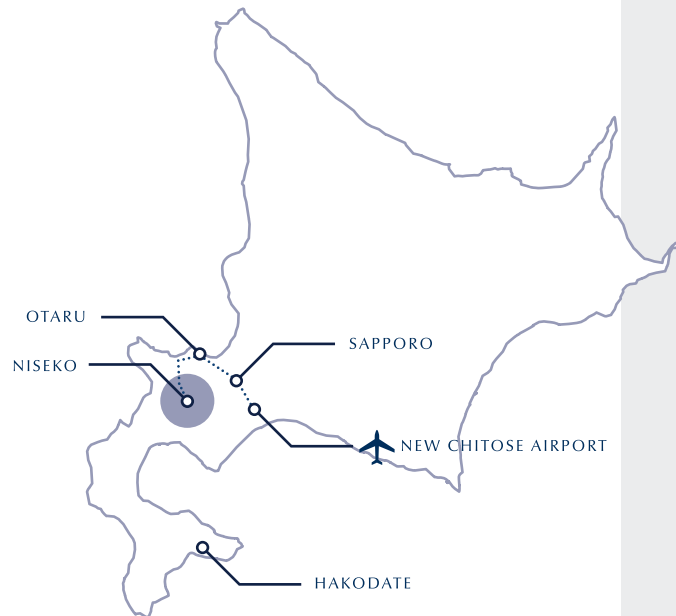 OTARU
SAPPORO
NISEKO
NEW CHITOSE AIRPORT
HAKODATE